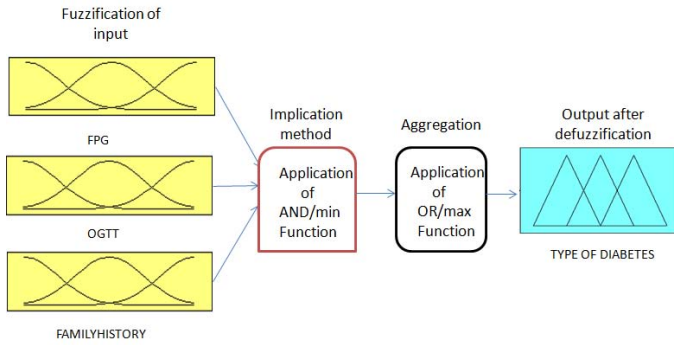 Fuzzification of
input
FPG
OGTT
FAMILYHISTORY
Implication
method
Application
of
AND/min
Function
Aggregation
Application
of
OR/max
Function
Output after
defuzzification
TYPE OF DIABETES